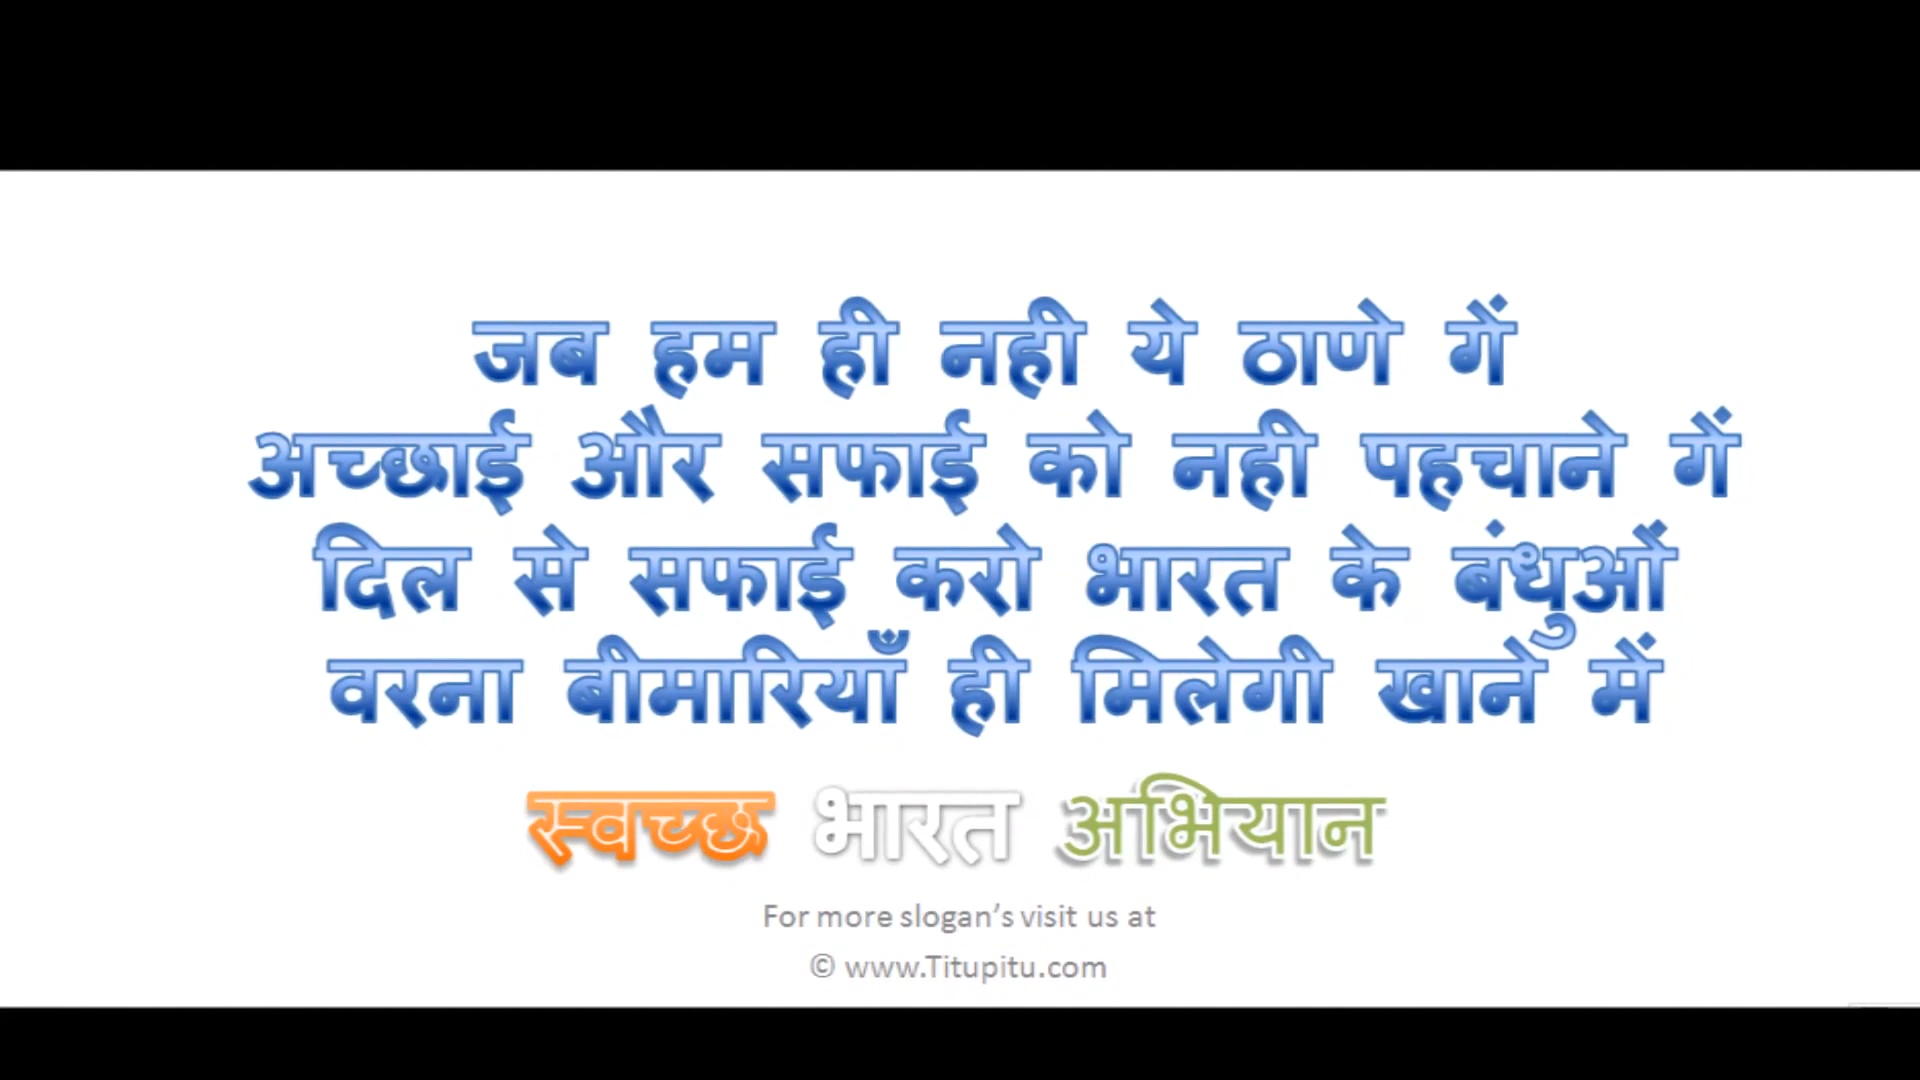 जब हम ही नही ये ठाणे गें
अच्छाई और सफाई को नही पहचाने गें
दिल से सफाई करो भारत के बंधुओं
वरना बीमारियाँ ही मिलेगी खाने में
स्वच्छ भारत अभियान
For more slogan’s visit us at
© www.Titupitu.com